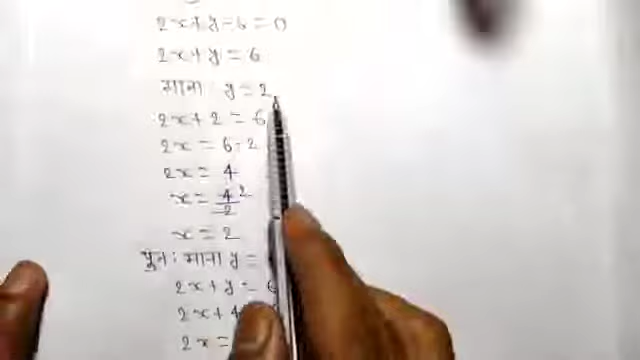 2x+y-6=0
2x+y=6
माना y=2
2x+2=6
2x=6-2
2x=4
x=4/2 2
x=2
पुनः माना y=
2x+y=6
2x+4
2x=